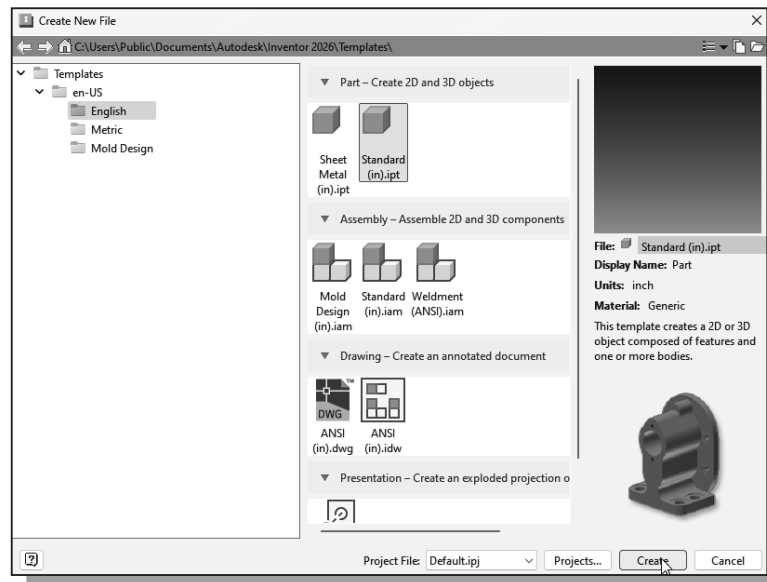 Create New File
C:\Users\Public\Documents\Autodesk\Inventor 2026\Templates\
Templates
en-US
English
Metric
Mold Design
Part – Create 2D and 3D objects
Sheet
Metal
(in).ipt
Standard
(in).ipt
Assembly – Assemble 2D and 3D components
Mold
Design
(in).iam
Standard
(in).iam
Weldment
(ANSI).iam
Drawing – Create an annotated document
DWG
ANSI
(in).dwg
ANSI
(in).idw
Presentation – Create an exploded projection o
File: Standard (in).ipt
Display Name: Part
Units: inch
Material: Generic
This template creates a 2D or 3D
object composed of features and
one or more bodies.
?
Project File: Default.ipj
Projects...
Create
Cancel